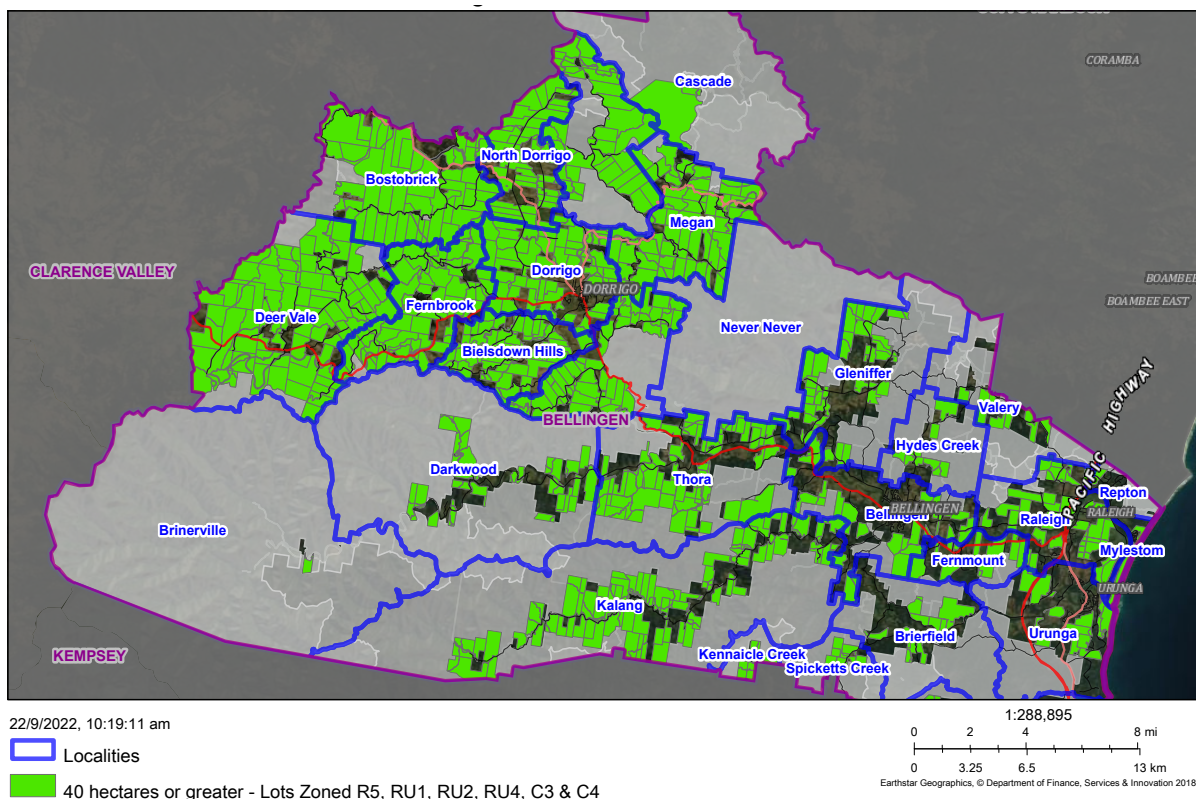 CORAMBA
Cascade
North Dorrigo
Bostobrick
Megan
CLARENCE VALLEY
Dorrigo
DORRIGO
BOAMBEE
BOAMBEE EAST
Fernbrook
Deer Vale
Never Never
Bielsdown Hills
Gleniffer
PACIFIC HIGHWAY
Valery
BELLINGEN
Hydes Creek
Darkwood
Thora
Repton
BELLINGEN
Bellingen
RALEIGH
Raleigh
Brinerville
Mylestom
Fernmount
URUNGA
Kalang
Urunga
Brierfield
KEMPSEY
Kennaicle Creek
Spicketts Creek
22/9/2022, 10:19:11 am
Localities
40 hectares or greater - Lots Zoned R5, RU1, RU2, RU4, C3 & C4
1:288,895
0 2 4 8 mi
0 3.25 6.5 13 km
Earthstar Geographics, © Department of Finance, Services & Innovation 2018